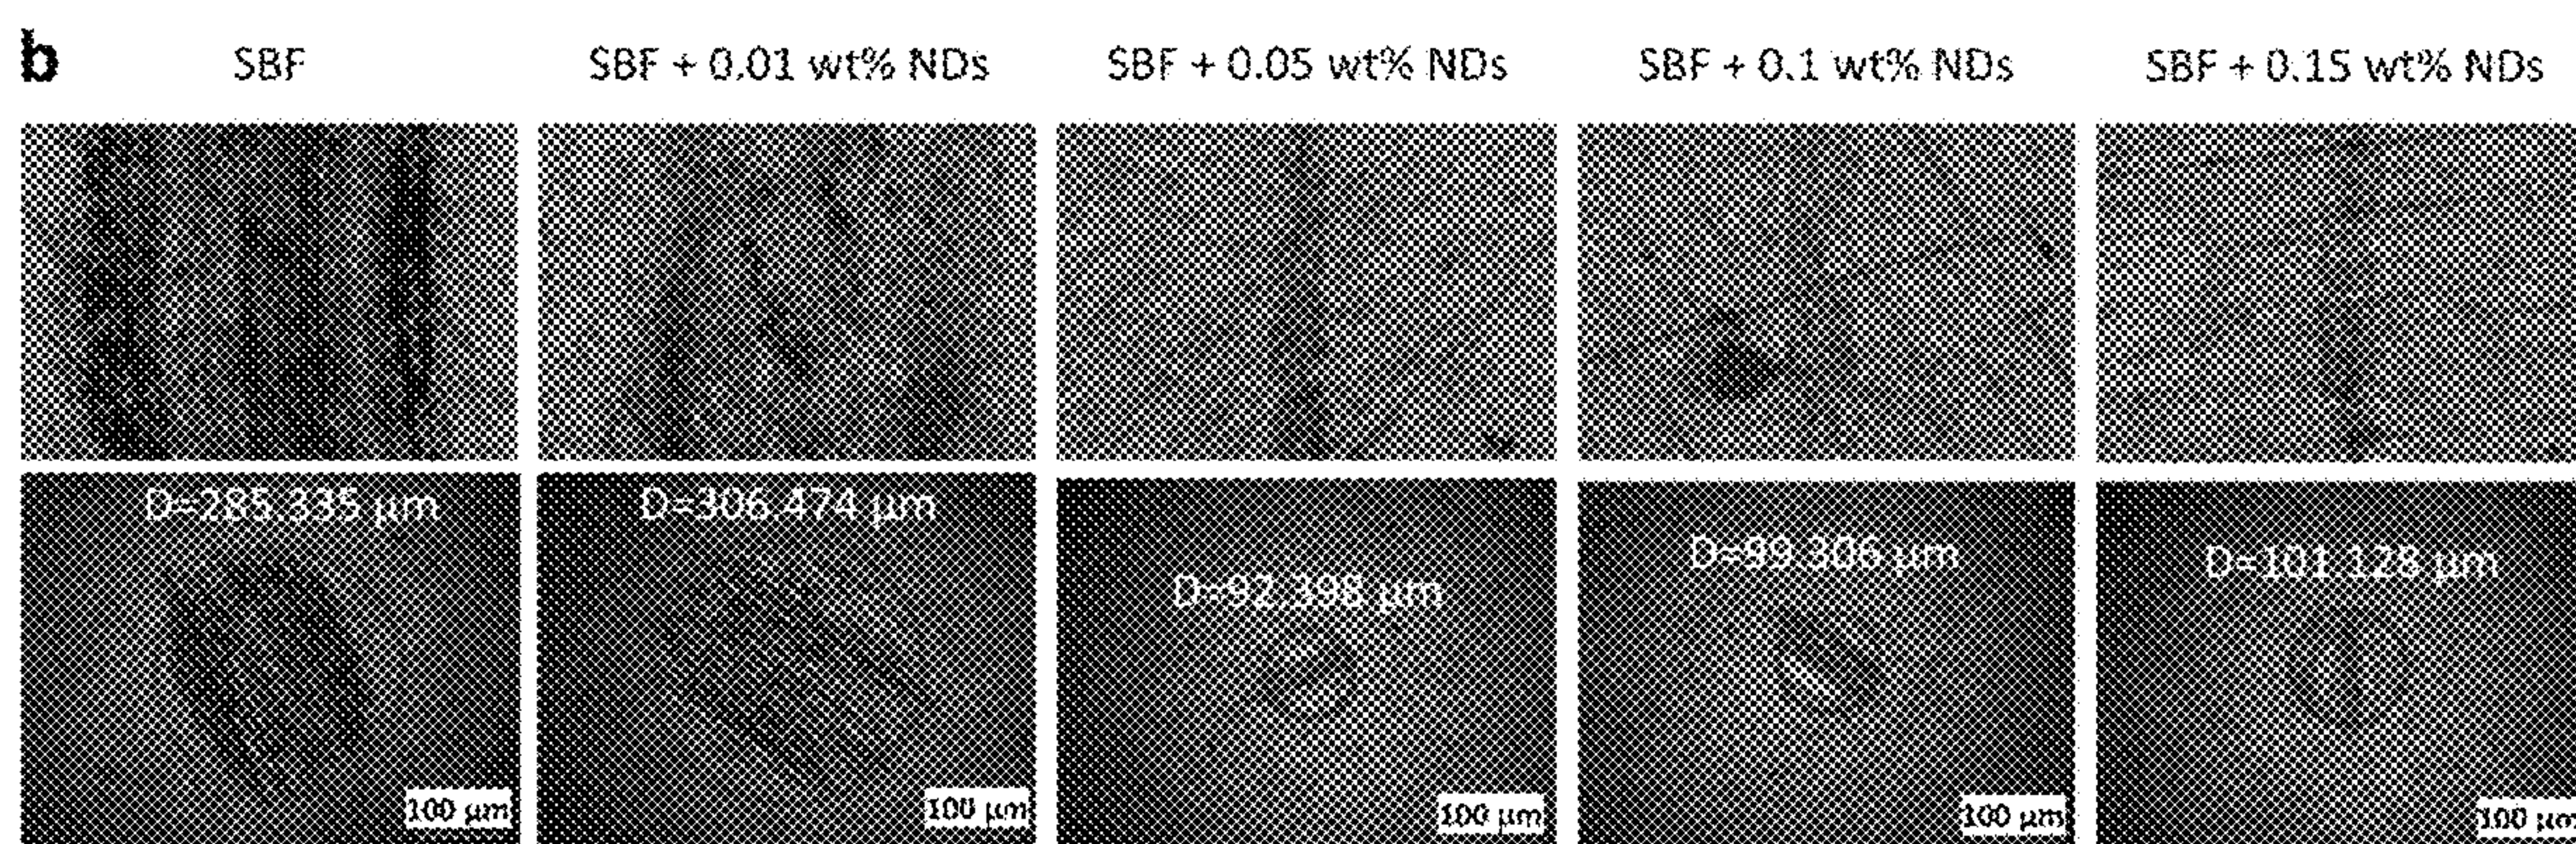 b
SBF
SBF + 0.01 wt% NDs
SBF + 0.05 wt% NDs
SBF + 0.1 wt% NDs
SBF + 0.15 wt% NDs
D=285.335 µm
D=306.474 µm
D=92.398 µm
D=99.306 µm
D=101.128 µm
100 µm
100 µm
100 µm
100 µm
100 µm